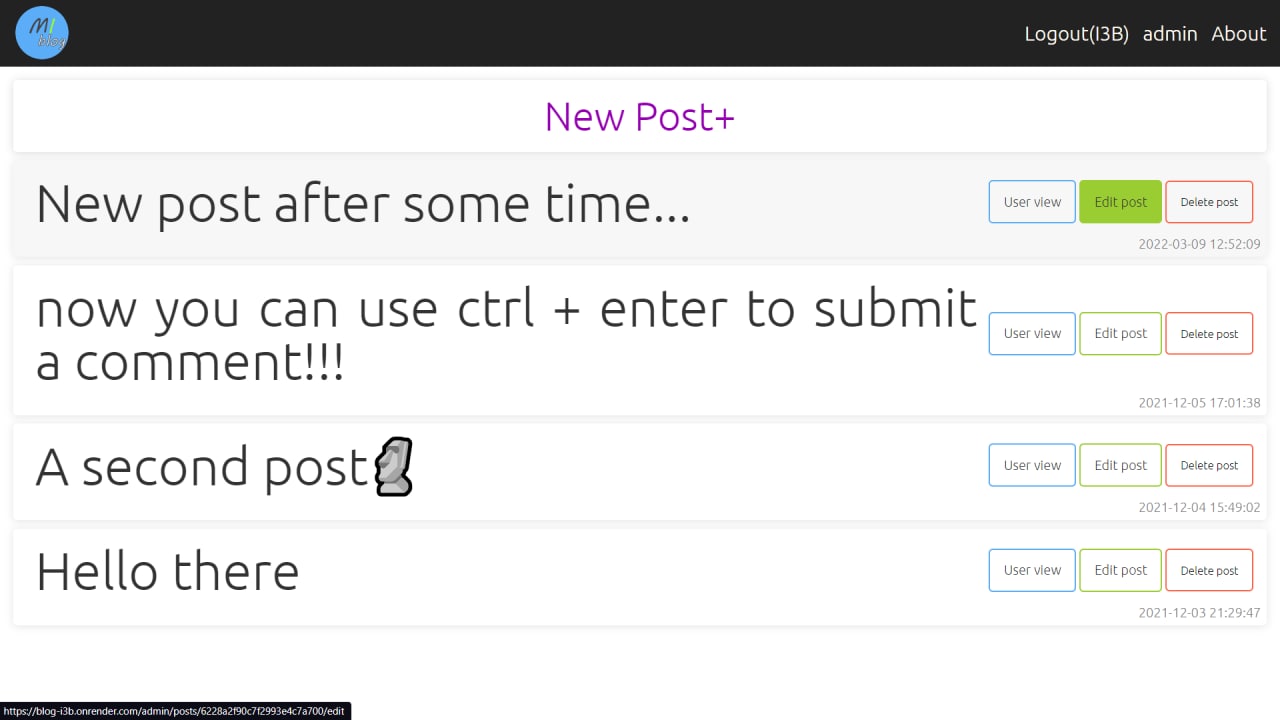 MI
blog
Logout(I3B) admin About
New Post+
New post after some time...
User view Edit post Delete post
2022-03-09 12:52:09
now you can use ctrl + enter to submit
a comment!!!
User view Edit post Delete post
2021-12-05 17:01:38
A second post🗿
User view Edit post Delete post
2021-12-04 15:49:02
Hello there
User view Edit post Delete post
2021-12-03 21:29:47
https://blog-i3b.onrender.com/admin/posts/6228a2f90c7f2993e4c7a700/edit